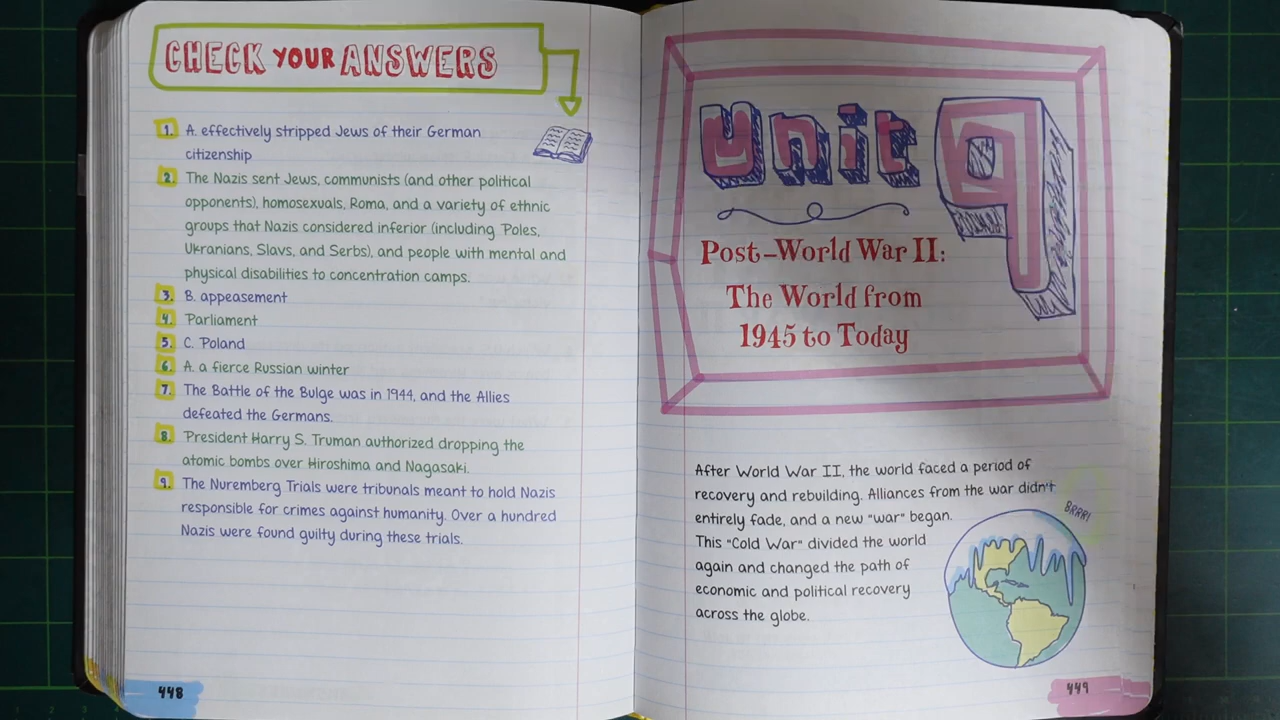 CHECK YOUR ANSWERS
1. A. effectively stripped Jews of their German
citizenship
2. The Nazis sent Jews, communists (and other political
opponents), homosexuals, Roma, and a variety of ethnic
groups that Nazis considered inferior (including Poles,
Ukranians, Slavs, and Serbs), and people with mental and
physical disabilities to concentration camps.
3. B. appeasement
4. Parliament
5. C. Poland
6. A. a fierce Russian winter
7. The Battle of the Bulge was in 1944, and the Allies
defeated the Germans.
8. President Harry S. Truman authorized dropping the
atomic bombs over Hiroshima and Nagasaki.
9. The Nuremberg Trials were tribunals meant to hold Nazis
responsible for crimes against humanity. Over a hundred
Nazis were found guilty during these trials.
448
Unit 9
Post-World War II:
The World from
1945 to Today
After World War II, the world faced a period of
recovery and rebuilding. Alliances from the war didn't
entirely fade, and a new "war" began.
This "Cold War" divided the world
again and changed the path of
economic and political recovery
across the globe.
BRRR!
449